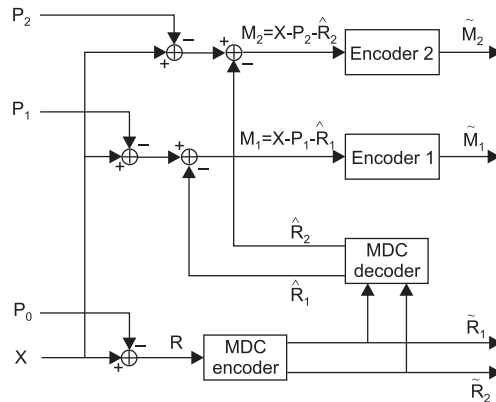 P₂
M₂=X-P₂-R̂₂
Encoder 2
M̃₂
P₁
M₁=X-P₁-R̂₁
Encoder 1
M̃₁
R̂₂
MDC
decoder
R̂₁
P₀
R̃₁
X
R
MDC
encoder
R̃₂